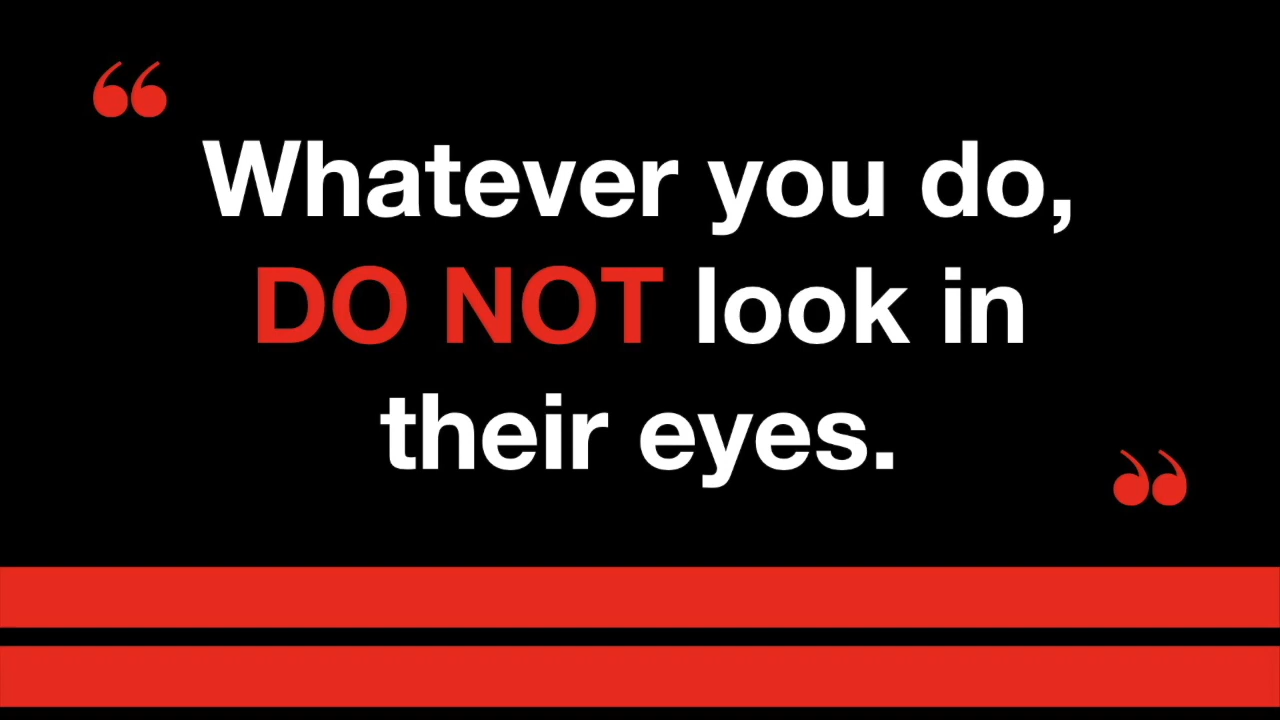 “
Whatever you do,
DO NOT look in
their eyes.
”